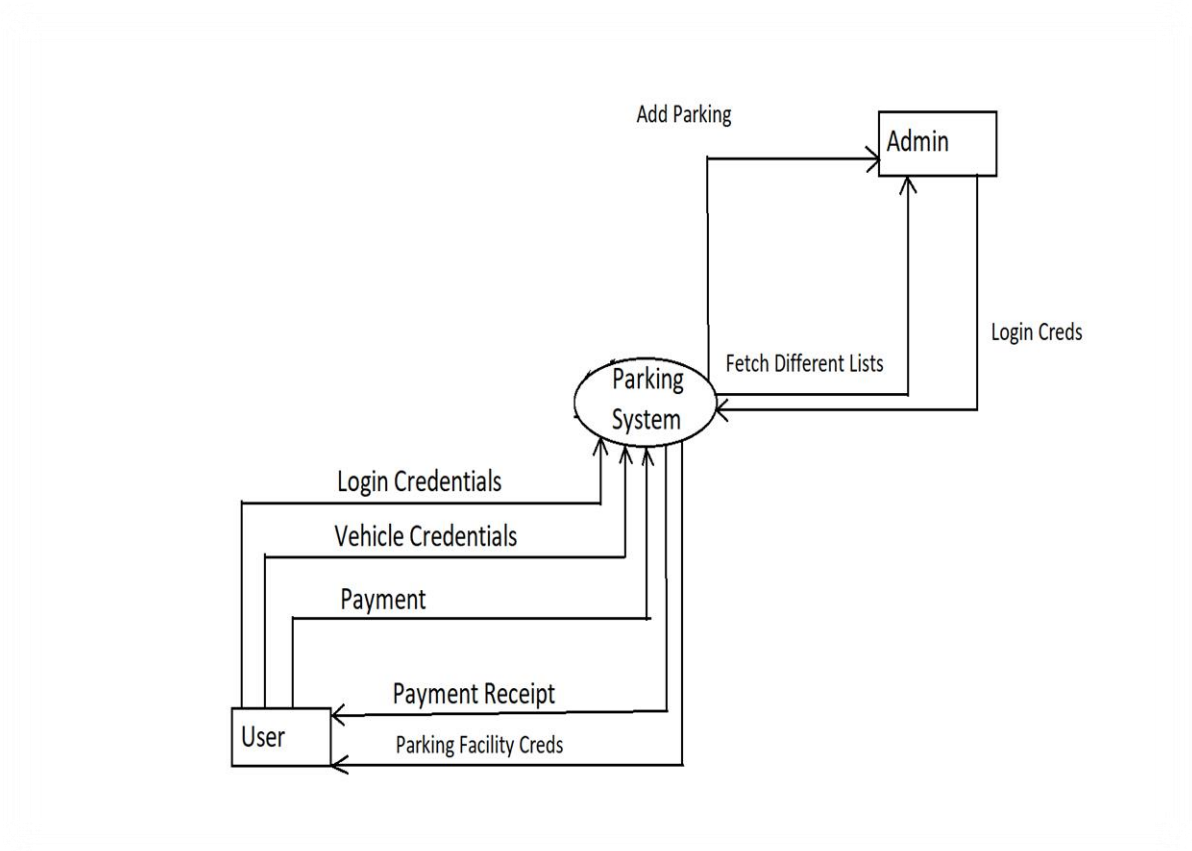 Add Parking
Admin
Login Creds
Fetch Different Lists
Parking
System
Login Credentials
Vehicle Credentials
Payment
Payment Receipt
User
Parking Facility Creds